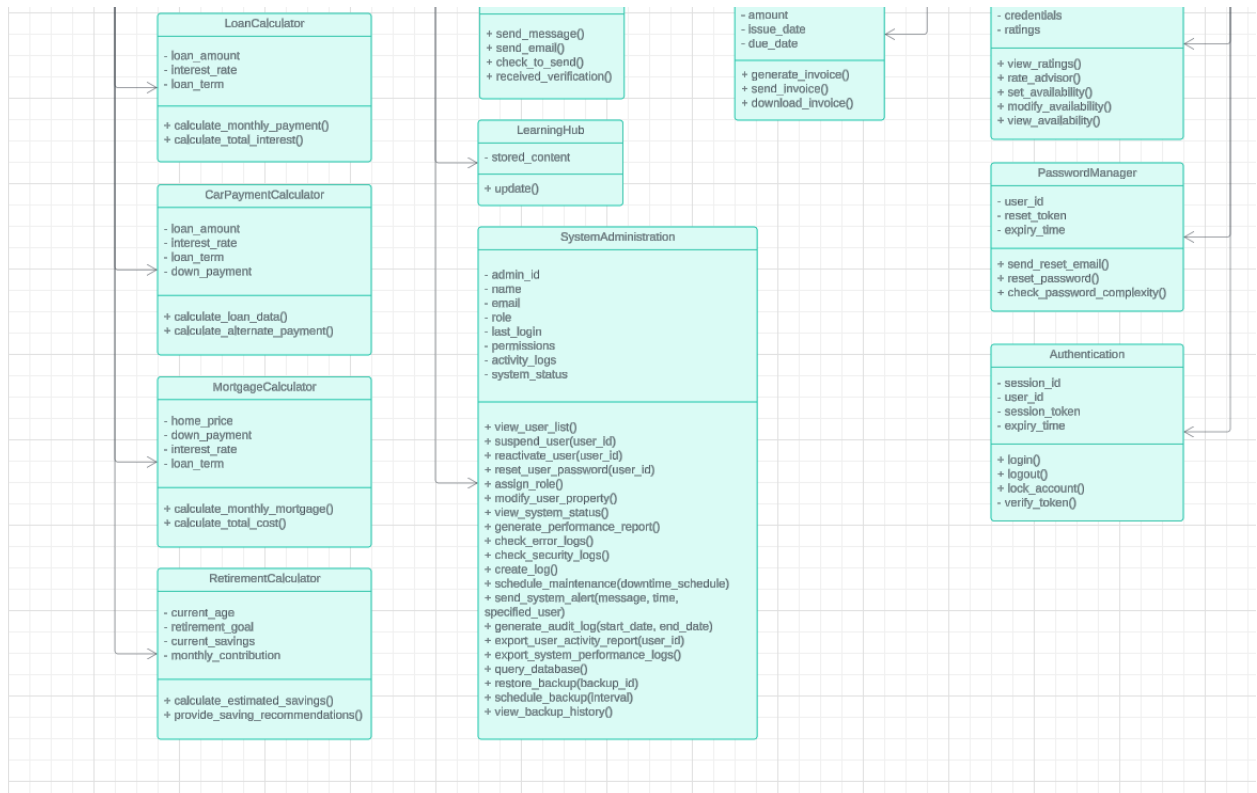 LoanCalculator
- loan_amount
- interest_rate
- loan_term
+ calculate_monthly_payment()
+ calculate_total_interest()
CarPaymentCalculator
- loan_amount
- interest_rate
- loan_term
- down_payment
+ calculate_loan_data()
+ calculate_alternate_payment()
MortgageCalculator
- home_price
- down_payment
- interest_rate
- loan_term
+ calculate_monthly_mortgage()
+ calculate_total_cost()
RetirementCalculator
- current_age
- retirement_goal
- current_savings
- monthly_contribution
+ calculate_estimated_savings()
+ provide_saving_recommendations()
+ send_message()
+ send_email()
+ check_to_send()
+ received_verification()
LearningHub
- stored_content
+ update()
SystemAdministration
- admin_id
- name
- email
- role
- last_login
- permissions
- activity_logs
- system_status
+ view_user_list()
+ suspend_user(user_id)
+ reactivate_user(user_id)
+ reset_user_password(user_id)
+ assign_role()
+ modify_user_property()
+ view_system_status()
+ generate_performance_report()
+ check_error_logs()
+ check_security_logs()
+ create_log()
+ schedule_maintenance(downtime_schedule)
+ send_system_alert(message, time,
specified_user)
+ generate_audit_log(start_date, end_date)
+ export_user_activity_report(user_id)
+ export_system_performance_logs()
+ query_database()
+ restore_backup(backup_id)
+ schedule_backup(interval)
+ view_backup_history()
- amount
- issue_date
- due_date
+ generate_invoice()
+ send_invoice()
+ download_invoice()
- credentials
- ratings
+ view_ratings()
+ rate_advisor()
+ set_availability()
+ modify_availability()
+ view_availability()
PasswordManager
- user_id
- reset_token
- expiry_time
+ send_reset_email()
+ reset_password()
+ check_password_complexity()
Authentication
- session_id
- user_id
- session_token
- expiry_time
+ login()
+ logout()
+ lock_account()
- verify_token()